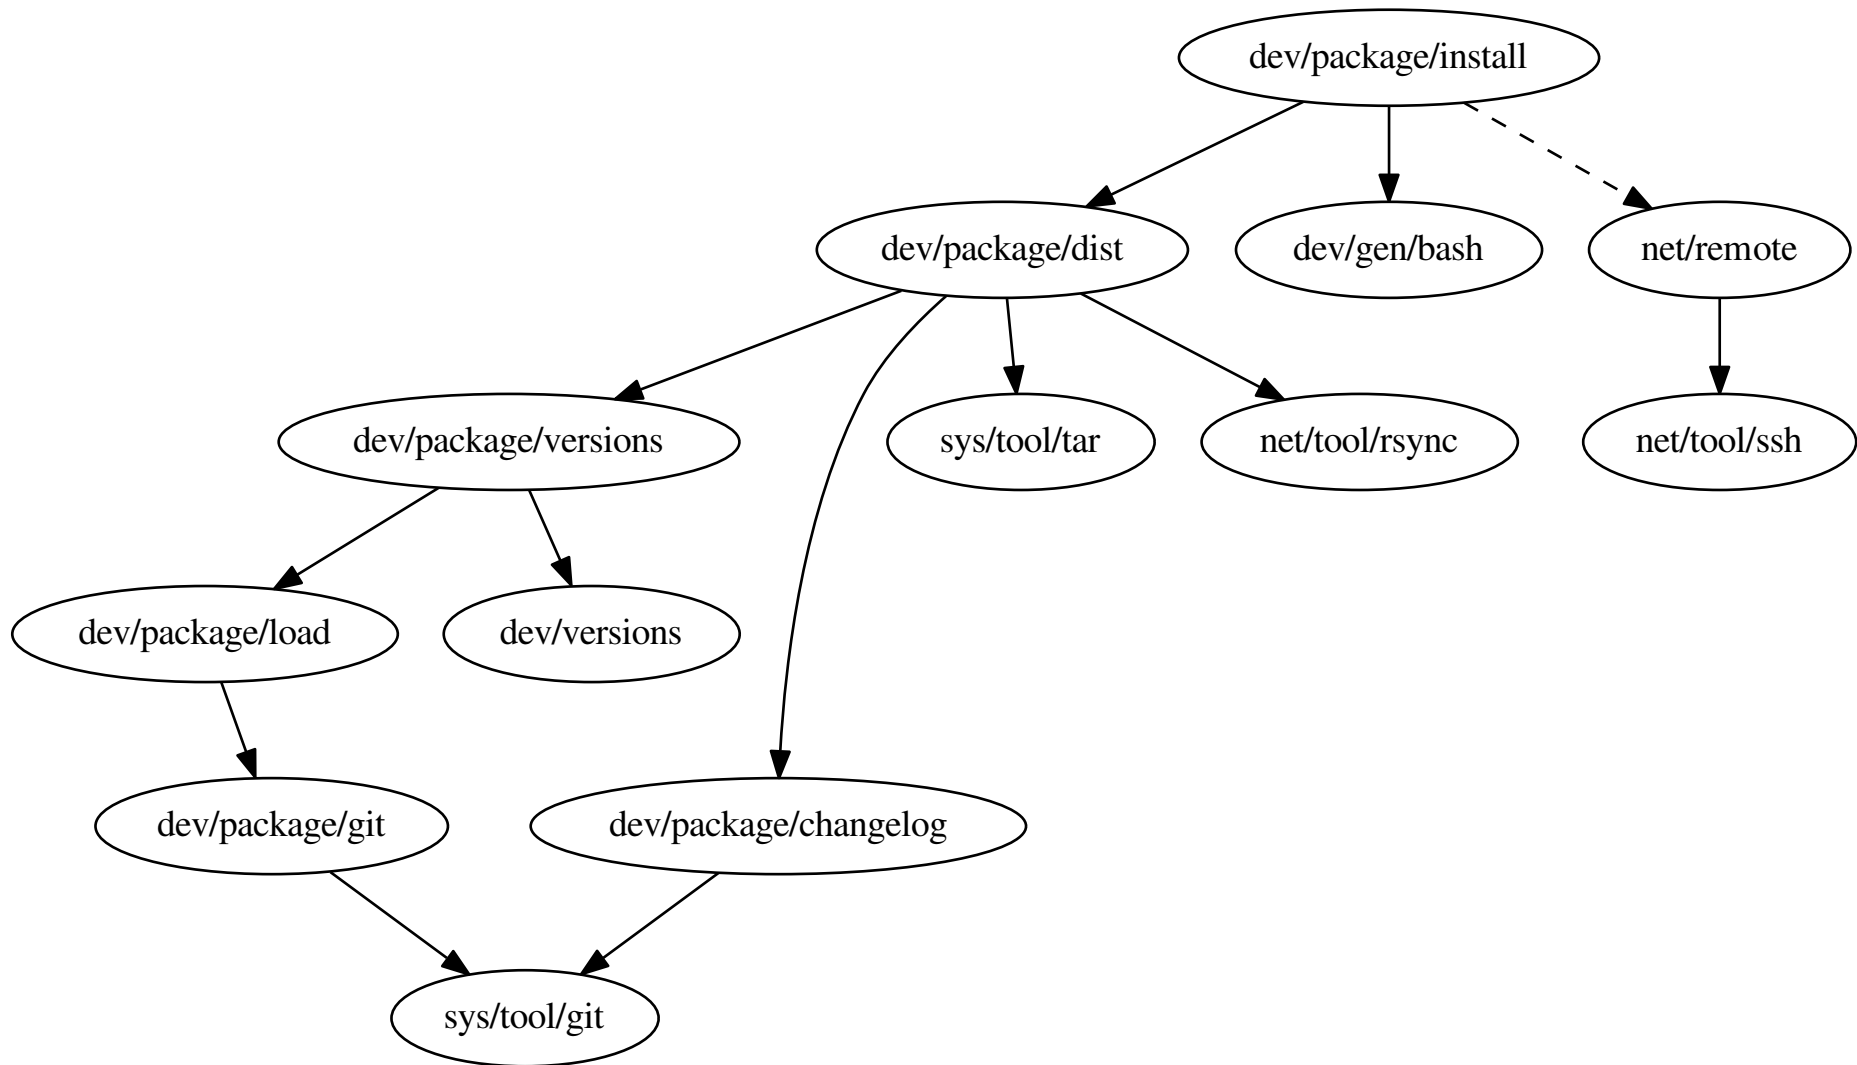 dev/package/install
dev/package/dist
dev/gen/bash
net/remote
dev/package/versions
sys/tool/tar
net/tool/rsync
net/tool/ssh
dev/package/load
dev/versions
dev/package/git
dev/package/changelog
sys/tool/git